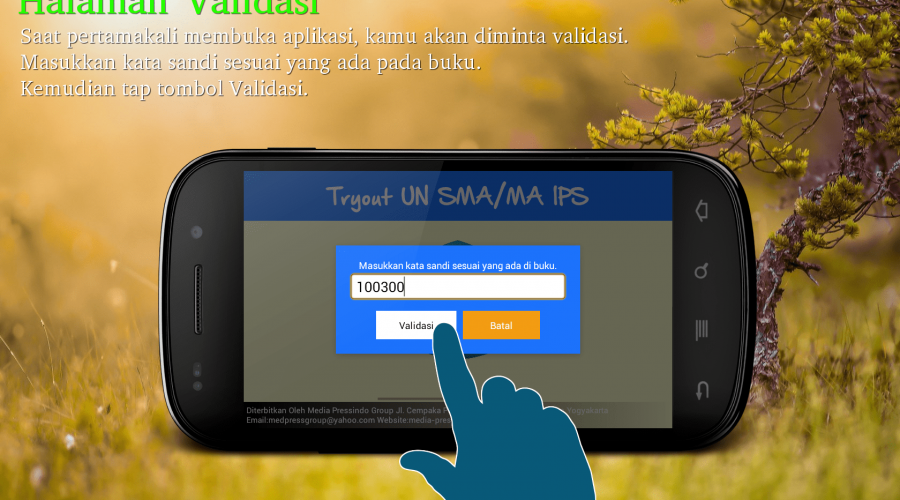 Halaman Validasi
Saat pertamakali membuka aplikasi, kamu akan diminta validasi.
Masukkan kata sandi sesuai yang ada pada buku.
Kemudian tap tombol Validasi.
Tryout UN SMA/MA IPS
Masukkan kata sandi sesuai yang ada di buku.
100300
Validasi Batal
Diterbitkan Oleh Media Pressindo Group Jl. Cempaka Yogyakarta
Email:medpressgroup@yahoo.com Website:media-pres